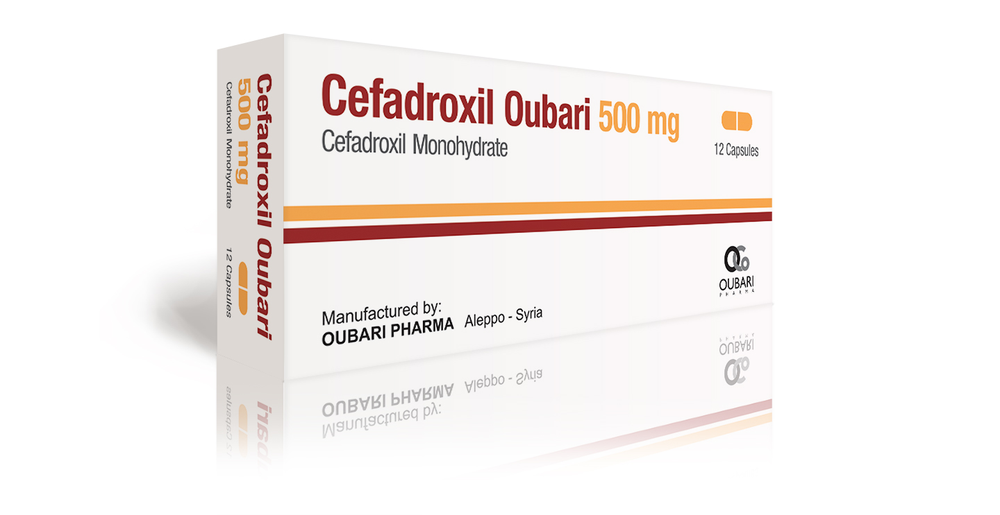 Cefadroxil Oubari 500 mg
Cefadroxil Monohydrate
12 Capsules
OCo
OUBARI
PHARMA
Manufactured by:
OUBARI PHARMA Aleppo - Syria
Cefadroxil Oubari
500 mg
Cefadroxil Monohydrate
12 Capsules